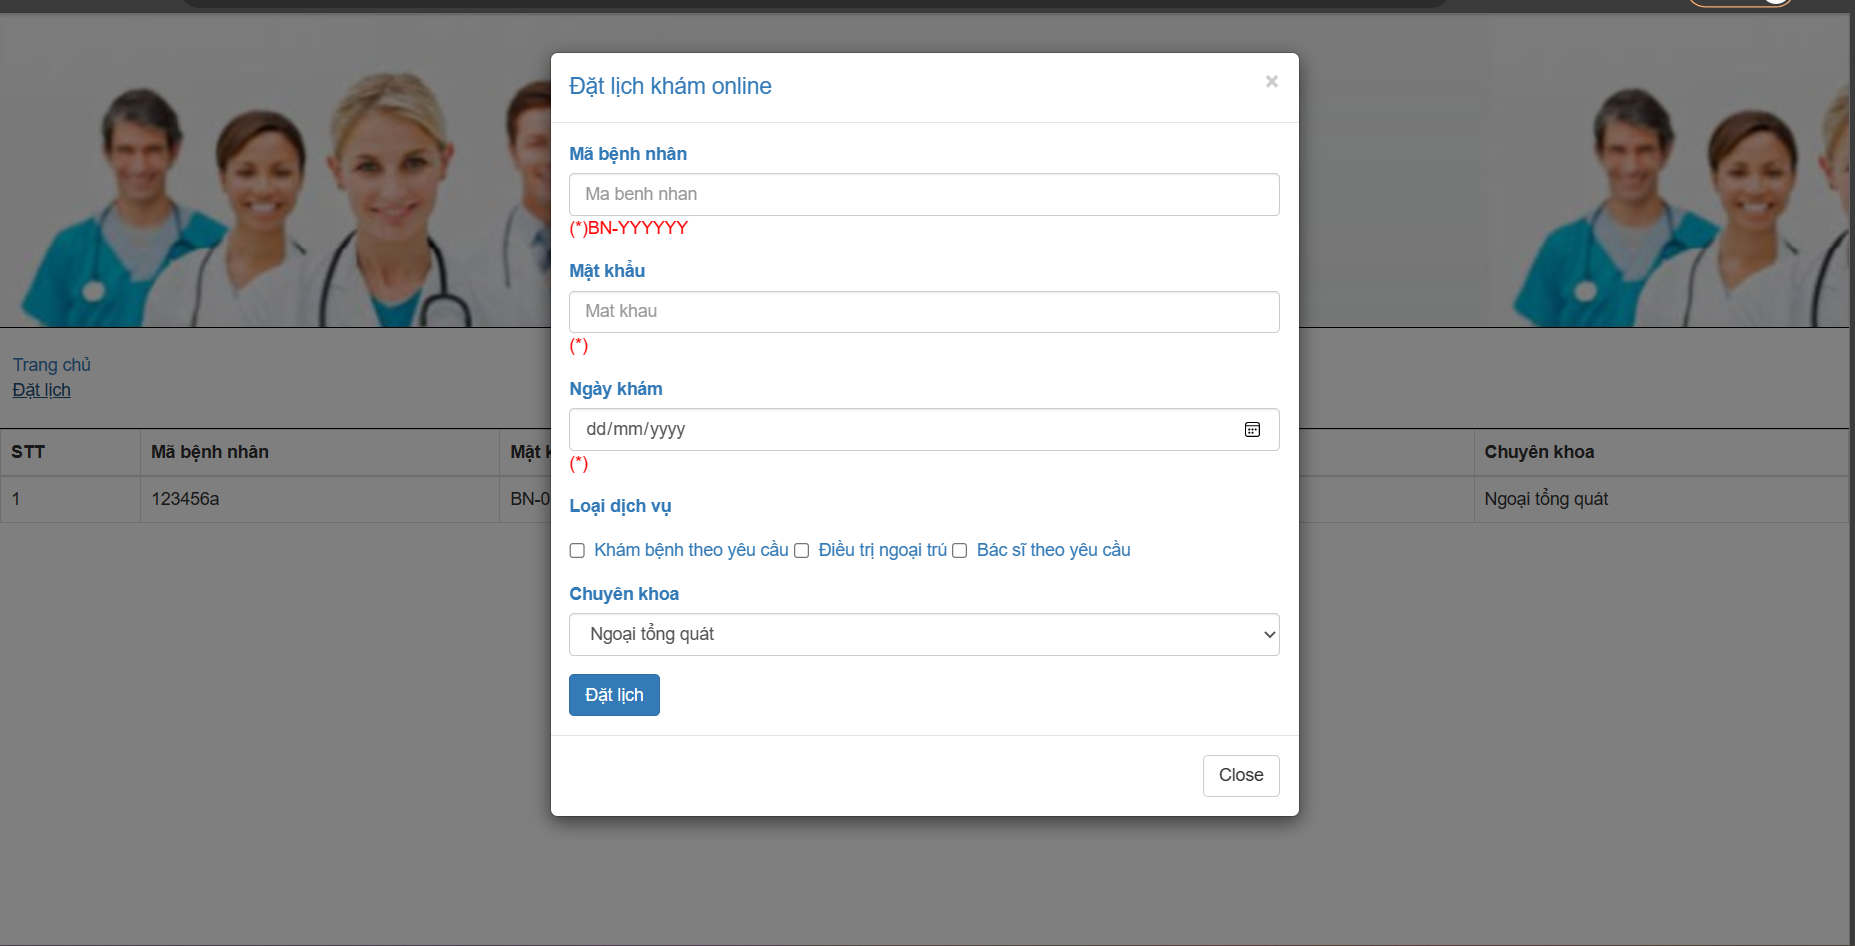 Đặt lịch khám online
×
Mã bệnh nhân
Ma benh nhan
(*)BN-YYYYYY
Mật khẩu
Mat khau
(*)
Ngày khám
dd/mm/yyyy
(*)
Loại dịch vụ
Khám bệnh theo yêu cầu Điều trị ngoại trú Bác sĩ theo yêu cầu
Chuyên khoa
Ngoại tổng quát
Đặt lịch
Close
Trang chủ
Đặt lịch
STT Mã bệnh nhân Mật Chuyên khoa
1 123456a BN-0 Ngoại tổng quát